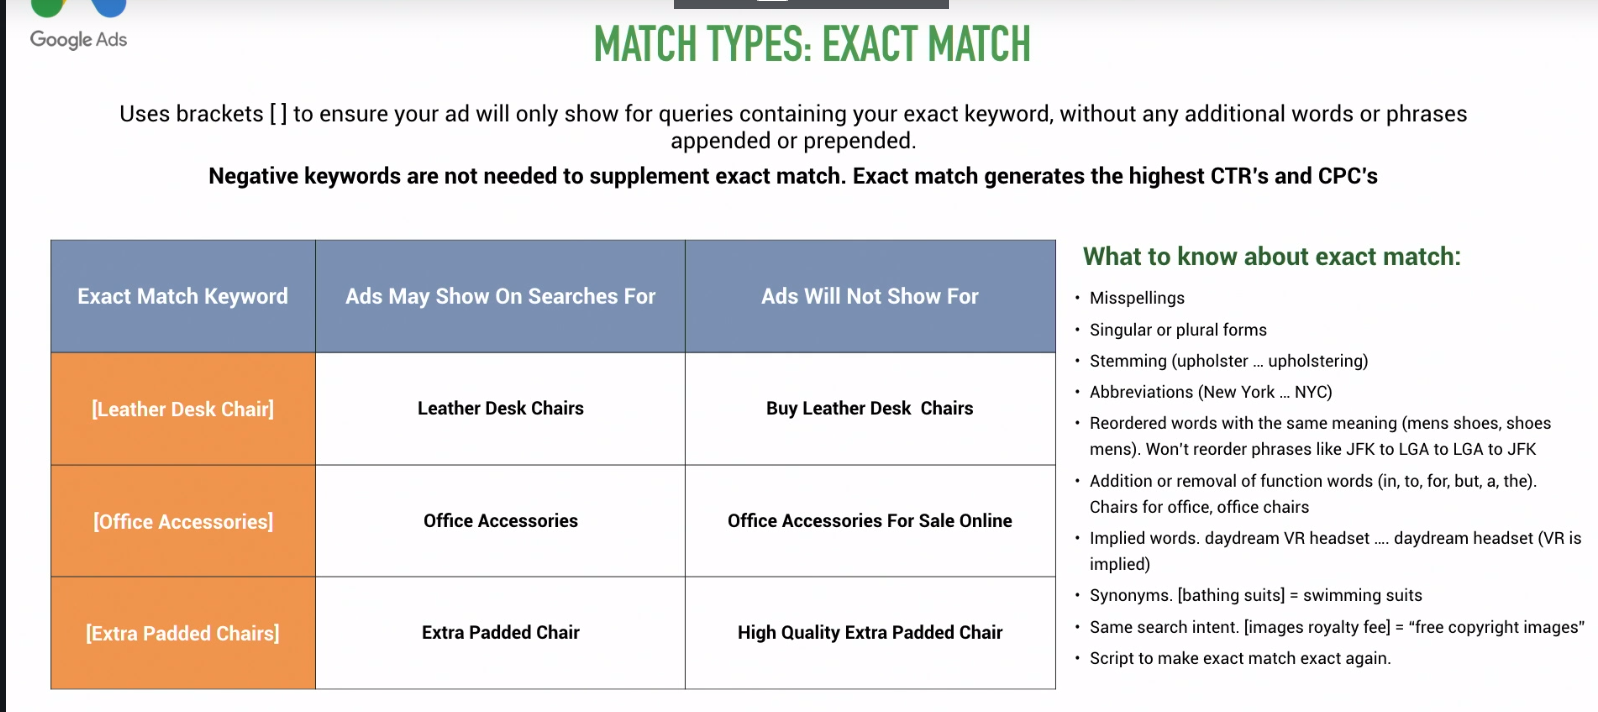 Google Ads
MATCH TYPES: EXACT MATCH
Uses brackets [ ] to ensure your ad will only show for queries containing your exact keyword, without any additional words or phrases
appended or prepended.
Negative keywords are not needed to supplement exact match. Exact match generates the highest CTR's and CPC's
Exact Match Keyword
Ads May Show On Searches For
Ads Will Not Show For
[Leather Desk Chair]
Leather Desk Chairs
Buy Leather Desk  Chairs
[Office Accessories]
Office Accessories
Office Accessories For Sale Online
[Extra Padded Chairs]
Extra Padded Chair
High Quality Extra Padded Chair
What to know about exact match:
• Misspellings
• Singular or plural forms
• Stemming (upholster ... upholstering)
• Abbreviations (New York ... NYC)
• Reordered words with the same meaning (mens shoes, shoes
mens). Won't reorder phrases like JFK to LGA to LGA to JFK
• Addition or removal of function words (in, to, for, but, a, the).
Chairs for office, office chairs
• Implied words. daydream VR headset .... daydream headset (VR is
implied)
• Synonyms. [bathing suits] = swimming suits
• Same search intent. [images royalty fee] = “free copyright images”
• Script to make exact match exact again.